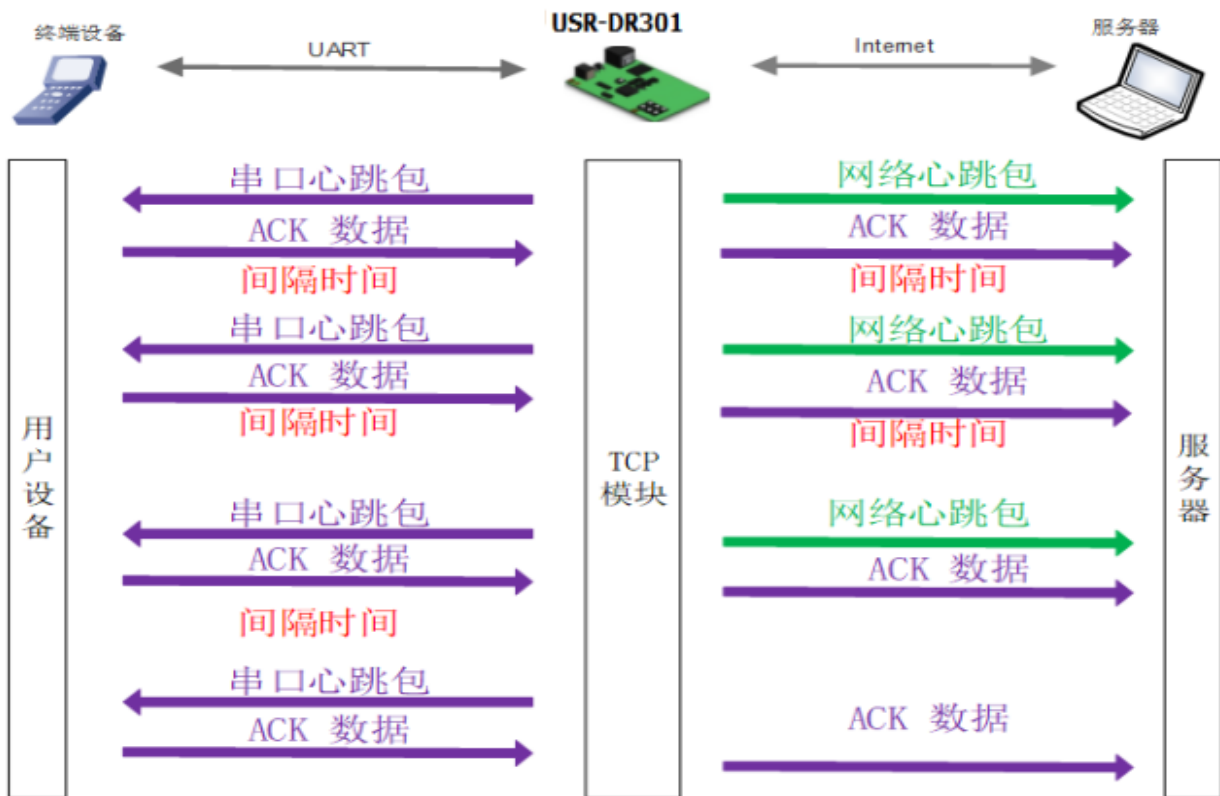 终端设备
UART
USR-DR301
Internet
服务器
串口心跳包
网络心跳包
ACK 数据
ACK 数据
间隔时间
间隔时间
串口心跳包
网络心跳包
ACK 数据
ACK 数据
间隔时间
间隔时间
用户设备
TCP
模块
服务器
串口心跳包
网络心跳包
ACK 数据
ACK 数据
间隔时间
串口心跳包
ACK 数据
ACK 数据